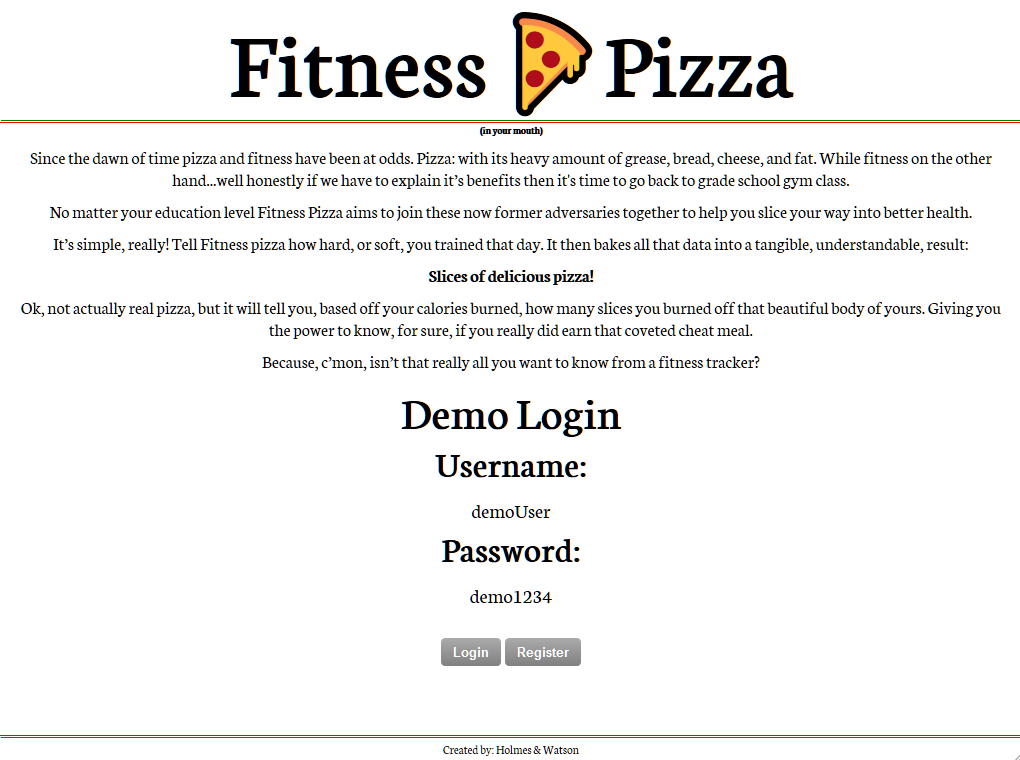 Fitness Pizza
(in your mouth)
Since the dawn of time pizza and fitness have been at odds. Pizza: with its heavy amount of grease, bread, cheese, and fat. While fitness on the other
hand...well honestly if we have to explain it’s benefits then it's time to go back to grade school gym class.
No matter your education level Fitness Pizza aims to join these now former adversaries together to help you slice your way into better health.
It’s simple, really! Tell Fitness pizza how hard, or soft, you trained that day. It then bakes all that data into a tangible, understandable, result:
Slices of delicious pizza!
Ok, not actually real pizza, but it will tell you, based off your calories burned, how many slices you burned off that beautiful body of yours. Giving you
the power to know, for sure, if you really did earn that coveted cheat meal.
Because, c’mon, isn’t that really all you want to know from a fitness tracker?
Demo Login
Username:
demoUser
Password:
demo1234
Login Register
Created by: Holmes & Watson